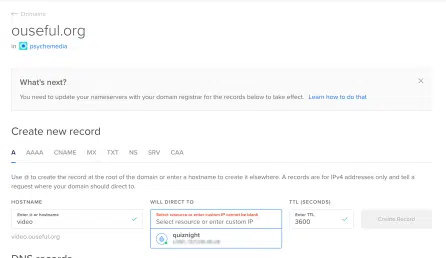 ← Domains
ouseful.org
in psychemedia
What's next?
You need to update your nameservers with your domain registrar for the records below to take effect. Learn how to do that
Create new record
A AAAA CNAME MX TXT NS SRV CAA
Use @ to create the record at the root of the domain or enter a hostname to create it elsewhere. A records are for IPv4 addresses only and tell a
request where your domain should direct to.
HOSTNAME WILL DIRECT TO TTL (SECONDS)
Enter @ or hostname
video
Select resource or enter custom IP cannot be blank
Select resource or enter custom IP
Enter TTL
3600
Create Record
video.ouseful.org
quiznight
DNS records